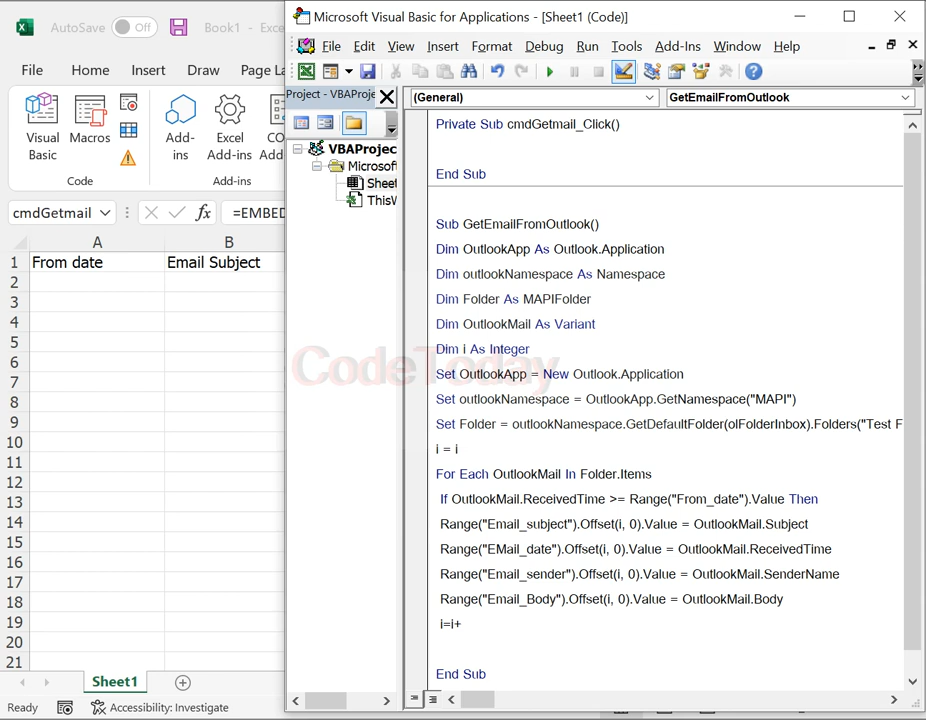 AutoSave Off Book1 - Exce
File Home Insert Draw Page La
Visual Basic
Macros
Add-ins
Excel Add-ins
CO
Add
Code
Add-ins
cmdGetmail
fx
=EMBED
A B
1 From date Email Subject
2
3
4
5
6
7
8
9
10
11
12
13
14
15
16
17
18
19
20
21
Sheet1
Ready
Accessibility: Investigate
Microsoft Visual Basic for Applications - [Sheet1 (Code)]
File Edit View Insert Format Debug Run Tools Add-Ins Window Help
Project - VBAProje
VBAProjec
Microsof
Sheet
ThisW
(General)
GetEmailFromOutlook
Private Sub cmdGetmail_Click()
End Sub
Sub GetEmailFromOutlook()
Dim OutlookApp As Outlook.Application
Dim outlookNamespace As Namespace
Dim Folder As MAPIFolder
Dim OutlookMail As Variant
Dim i As Integer
CodeToday
Set OutlookApp = New Outlook.Application
Set outlookNamespace = OutlookApp.GetNamespace("MAPI")
Set Folder = outlookNamespace.GetDefaultFolder(olFolderInbox).Folders("Test F
i = i
For Each OutlookMail In Folder.Items
If OutlookMail.ReceivedTime >= Range("From_date").Value Then
Range("Email_subject").Offset(i, 0).Value = OutlookMail.Subject
Range("EMail_date").Offset(i, 0).Value = OutlookMail.ReceivedTime
Range("Email_sender").Offset(i, 0).Value = OutlookMail.SenderName
Range("Email_Body").Offset(i, 0).Value = OutlookMail.Body
i=i+
End Sub